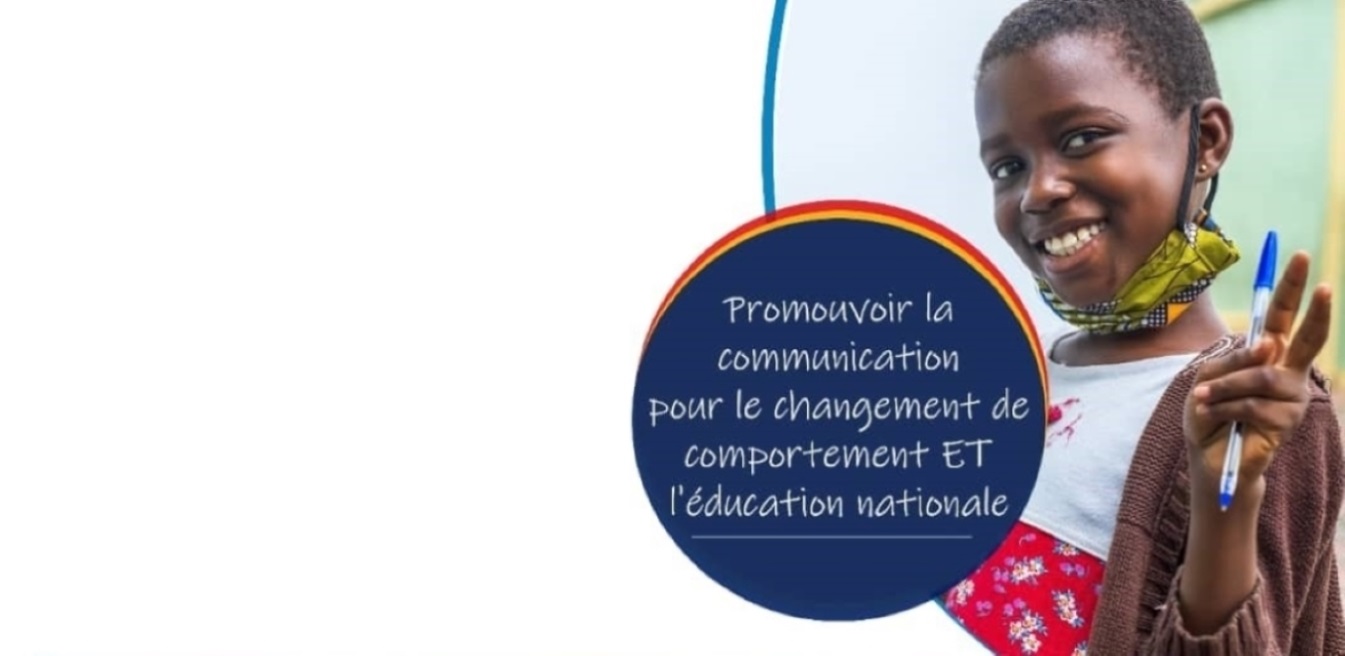 Promouvoir la
communication
pour le changement de
comportement ET
l'éducation nationale